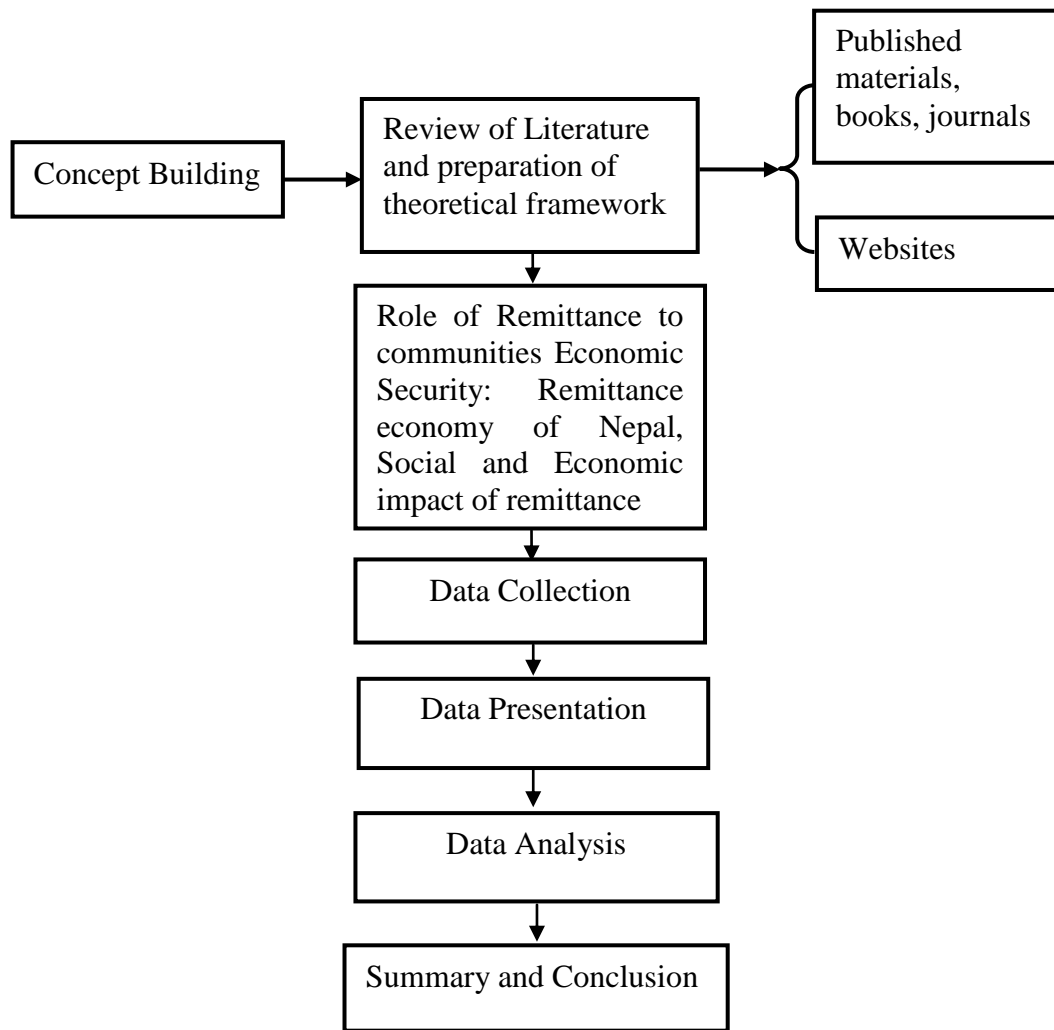 Concept Building
Review of Literature
and preparation of
theoretical framework
Published
materials,
books, journals
Websites
Role of Remittance to
communities Economic
Security: Remittance
economy of Nepal,
Social and Economic
impact of remittance
Data Collection
Data Presentation
Data Analysis
Summary and Conclusion